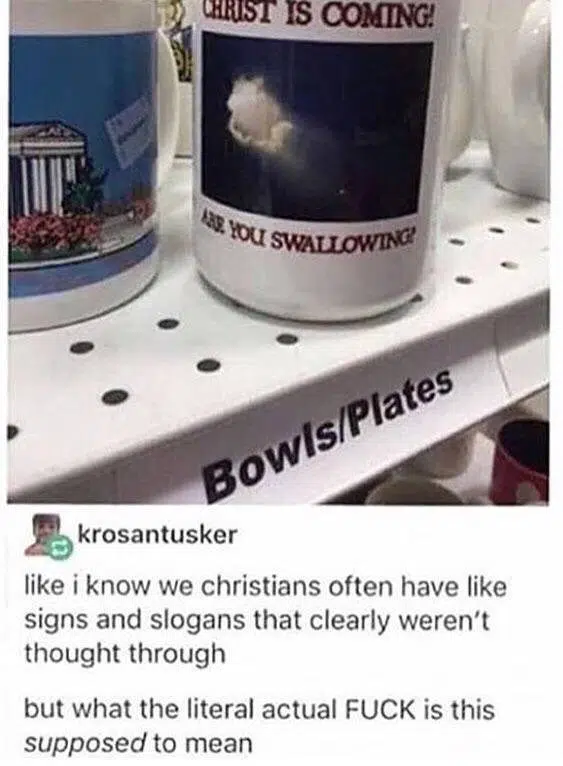 CHRIST IS COMING!
ARE YOU SWALLOWING?
Bowls/Plates
krosantusker
like i know we christians often have like
signs and slogans that clearly weren't
thought through
but what the literal actual FUCK is this
supposed to mean